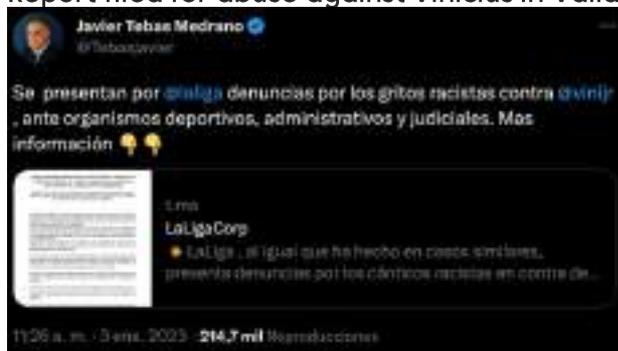 Report filed for abuse against Vinicius in Valla
Javier Tebas Medrano
@Tebasjavier
Se presentan por @laliga denuncias por los gritos racistas contra @vinijr
, ante organismos deportivos, administrativos y judiciales. Mas
información 👇👇
t.me
LaLigaCorp
LaLiga, al igual que ha hecho en casos similares,
presenta denuncias por los cánticos racistas en contra de...
11:26 a. m. · 3 ene. 2023 · 214,7 mil Reproducciones